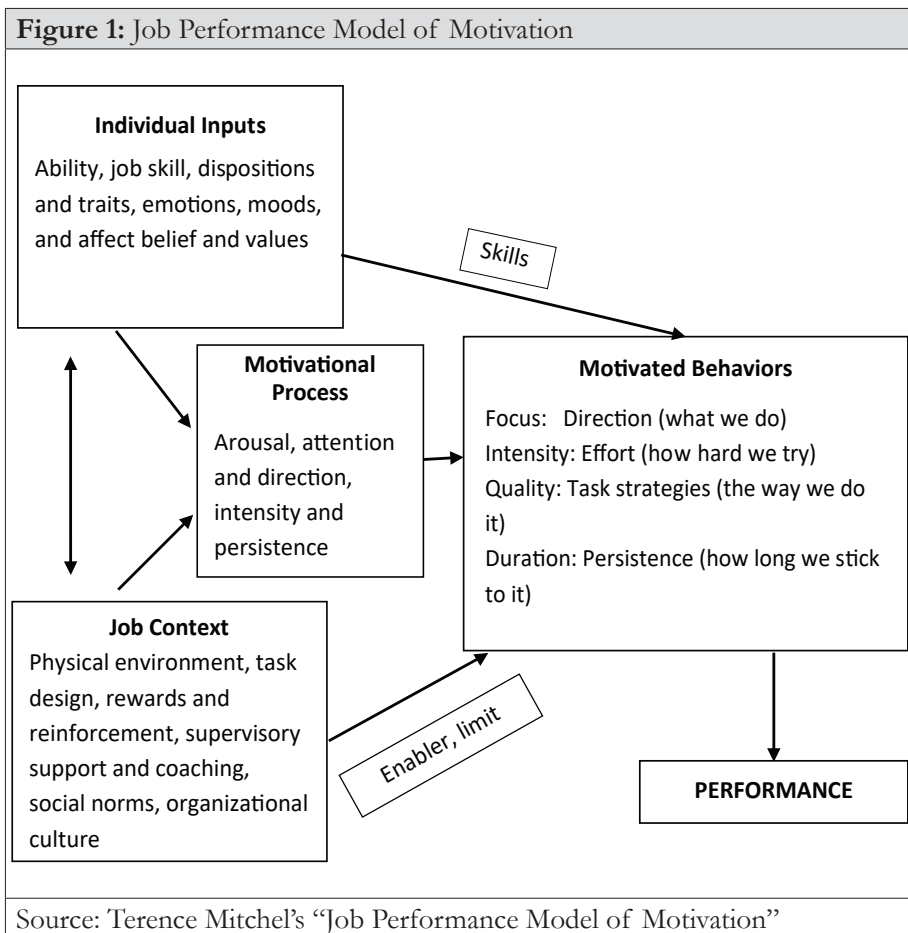 Figure 1: Job Performance Model of Motivation
Individual Inputs
Ability, job skill, dispositions
and traits, emotions, moods,
and affect belief and values
Skills
Motivational
Process
Arousal, attention
and direction,
intensity and
persistence
Motivated Behaviors
Focus: Direction (what we do)
Intensity: Effort (how hard we try)
Quality: Task strategies (the way we do
it)
Duration: Persistence (how long we stick
to it)
Job Context
Physical environment, task
design, rewards and
reinforcement, supervisory
support and coaching,
social norms, organizational
culture
Enabler, limit
PERFORMANCE
Source: Terence Mitchel’s “Job Performance Model of Motivation”